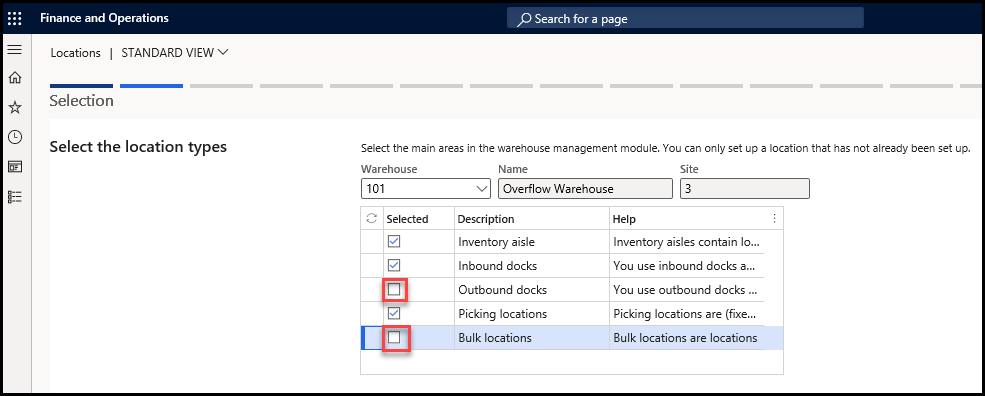 Finance and Operations
Search for a page
Locations | STANDARD VIEW
Selection
Select the location types
Select the main areas in the warehouse management module. You can only set up a location that has not already been set up.
Warehouse Name Site
101 Overflow Warehouse 3
Selected Description Help
Inventory aisle Inventory aisles contain lo...
Inbound docks You use inbound docks a...
Outbound docks You use outbound docks ...
Picking locations Picking locations are (fixe...
Bulk locations Bulk locations are locations